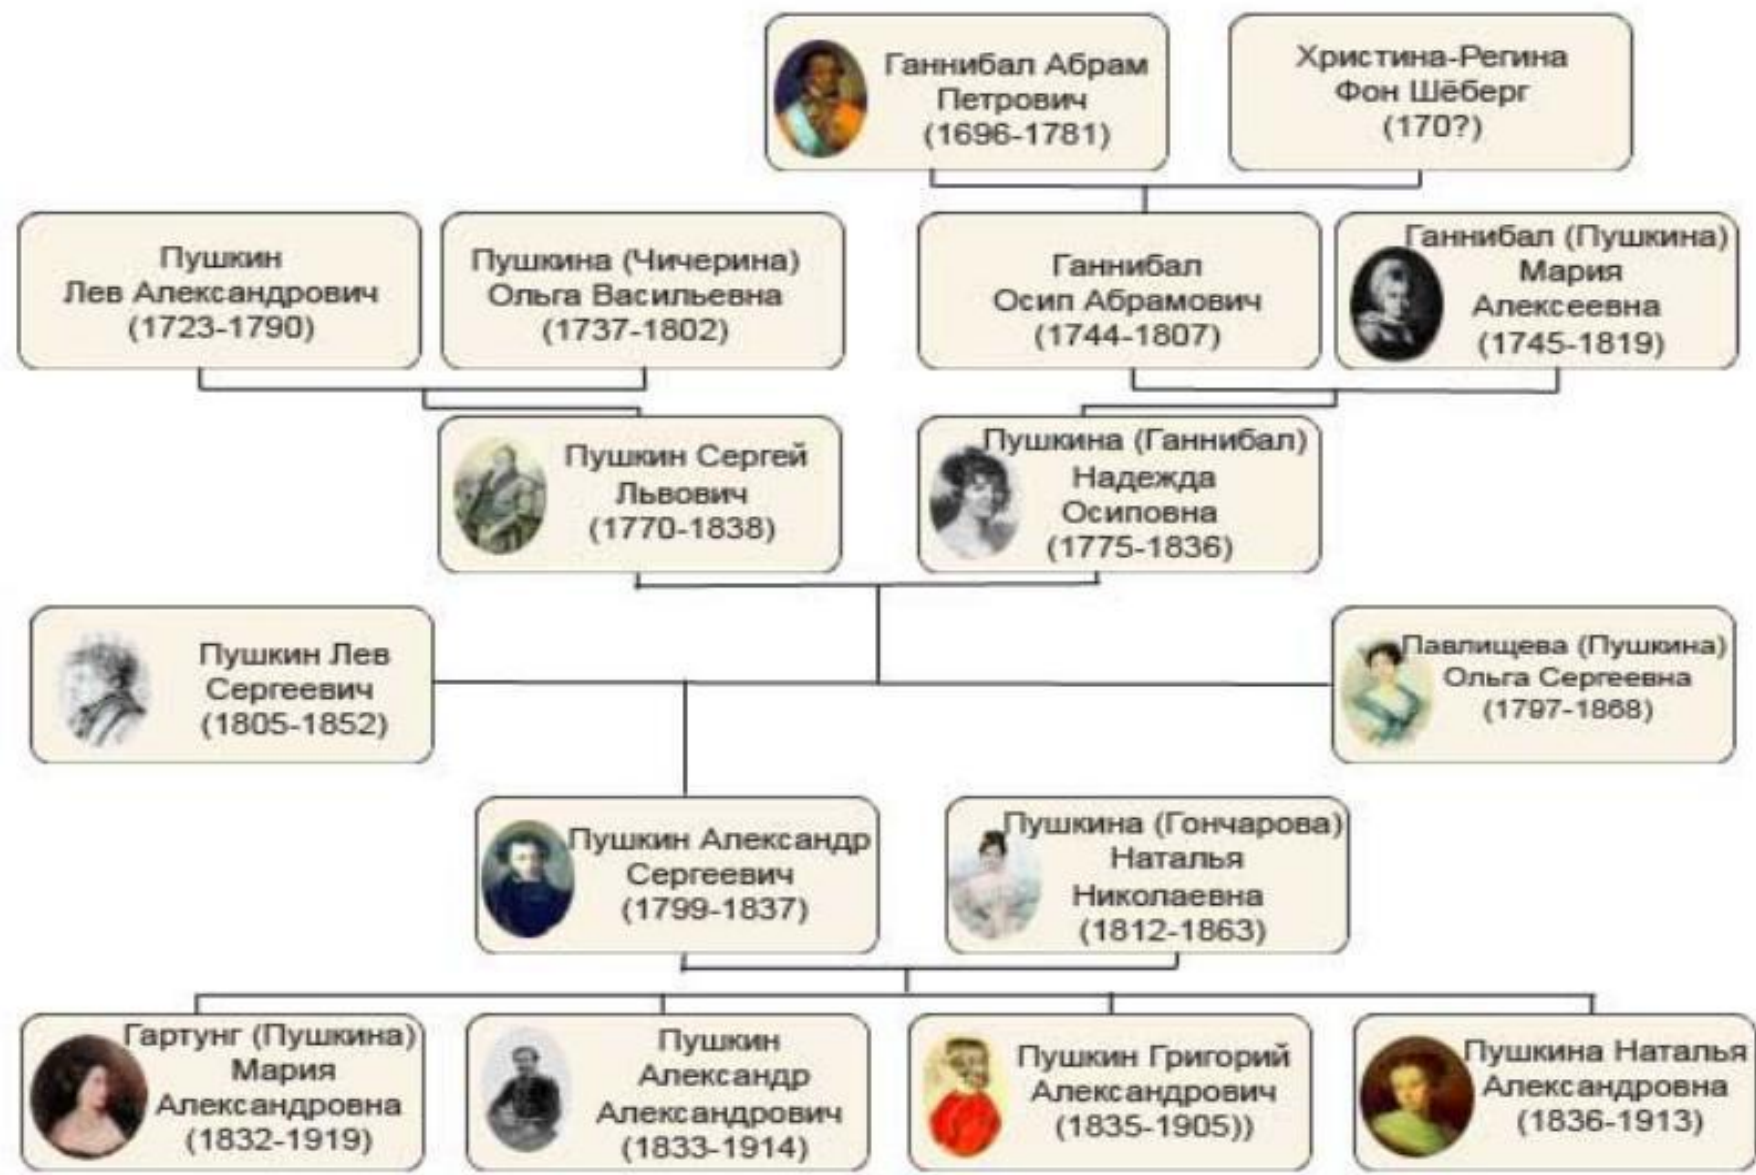 Ганнибал Абрам
Петрович
(1696-1781)
Христина-Регина
Фон Шёберг
(170?)
Пушкин
Лев Александрович
(1723-1790)
Пушкина (Чичерина)
Ольга Васильевна
(1737-1802)
Ганнибал
Осип Абрамович
(1744-1807)
Ганнибал (Пушкина)
Мария
Алексеевна
(1745-1819)
Пушкин Сергей
Львович
(1770-1838)
Пушкина (Ганнибал)
Надежда
Осиповна
(1775-1836)
Пушкин Лев
Сергеевич
(1805-1852)
Павлищева (Пушкина)
Ольга Сергеевна
(1797-1868)
Пушкин Александр
Сергеевич
(1799-1837)
Пушкина (Гончарова)
Наталья
Николаевна
(1812-1863)
Гартунг (Пушкина)
Мария
Александровна
(1832-1919)
Пушкин
Александр
Александрович
(1833-1914)
Пушкин Григорий
Александрович
(1835-1905))
Пушкина Наталья
Александровна
(1836-1913)